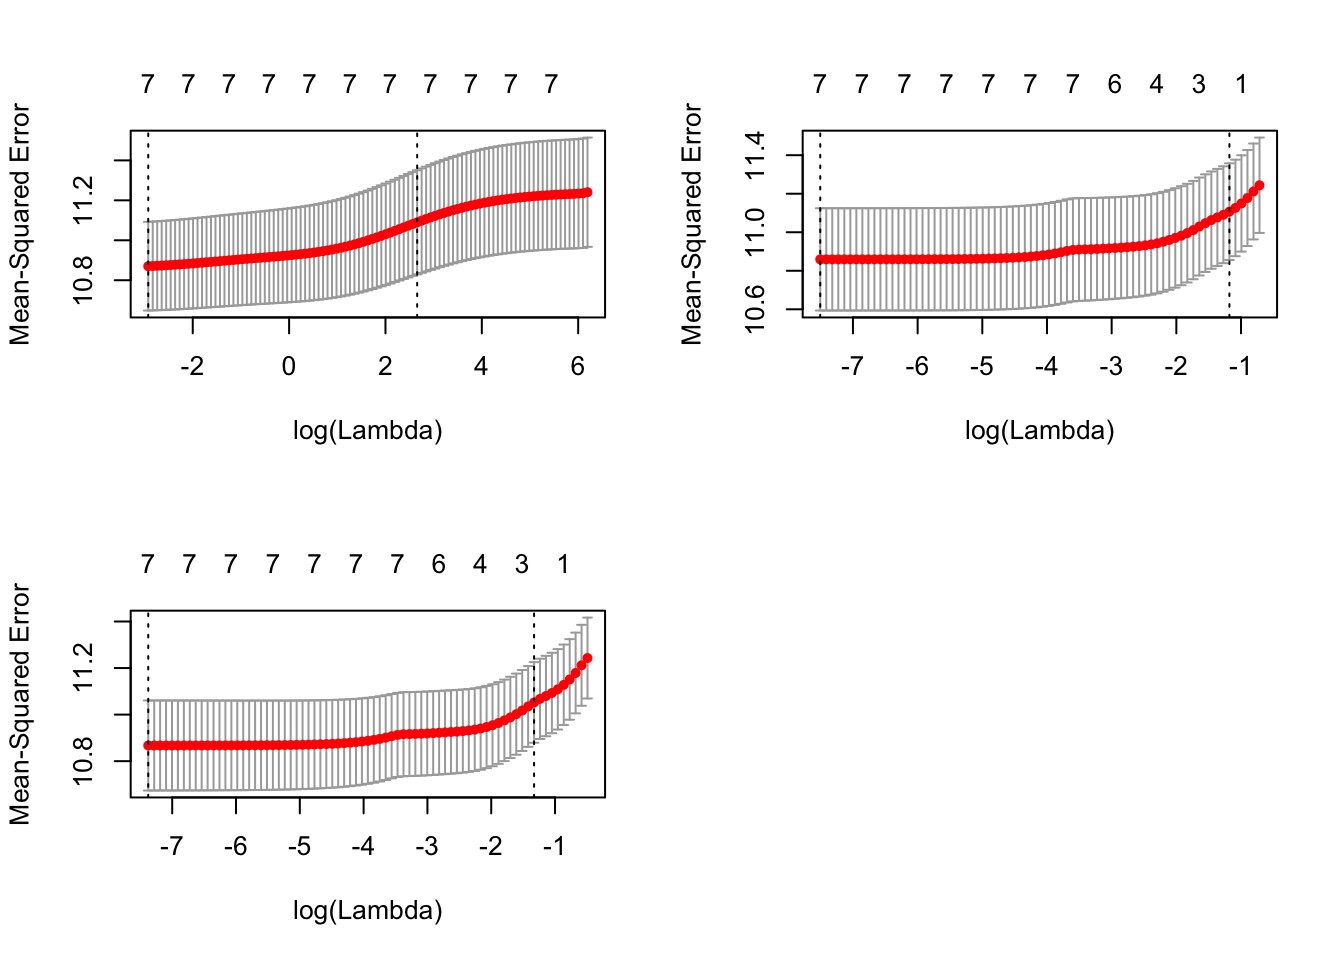 7 7 7 7 7 7 7 7 7 7 7
Mean-Squared Error
11.2
10.8
-2 0 2 4 6
log(Lambda)
7 7 7 7 7 7 7 6 4 3 1
Mean-Squared Error
11.4
11.0
10.6
-7 -6 -5 -4 -3 -2 -1
log(Lambda)
7 7 7 7 7 7 7 6 4 3 1
Mean-Squared Error
11.2
10.8
-7 -6 -5 -4 -3 -2 -1
log(Lambda)